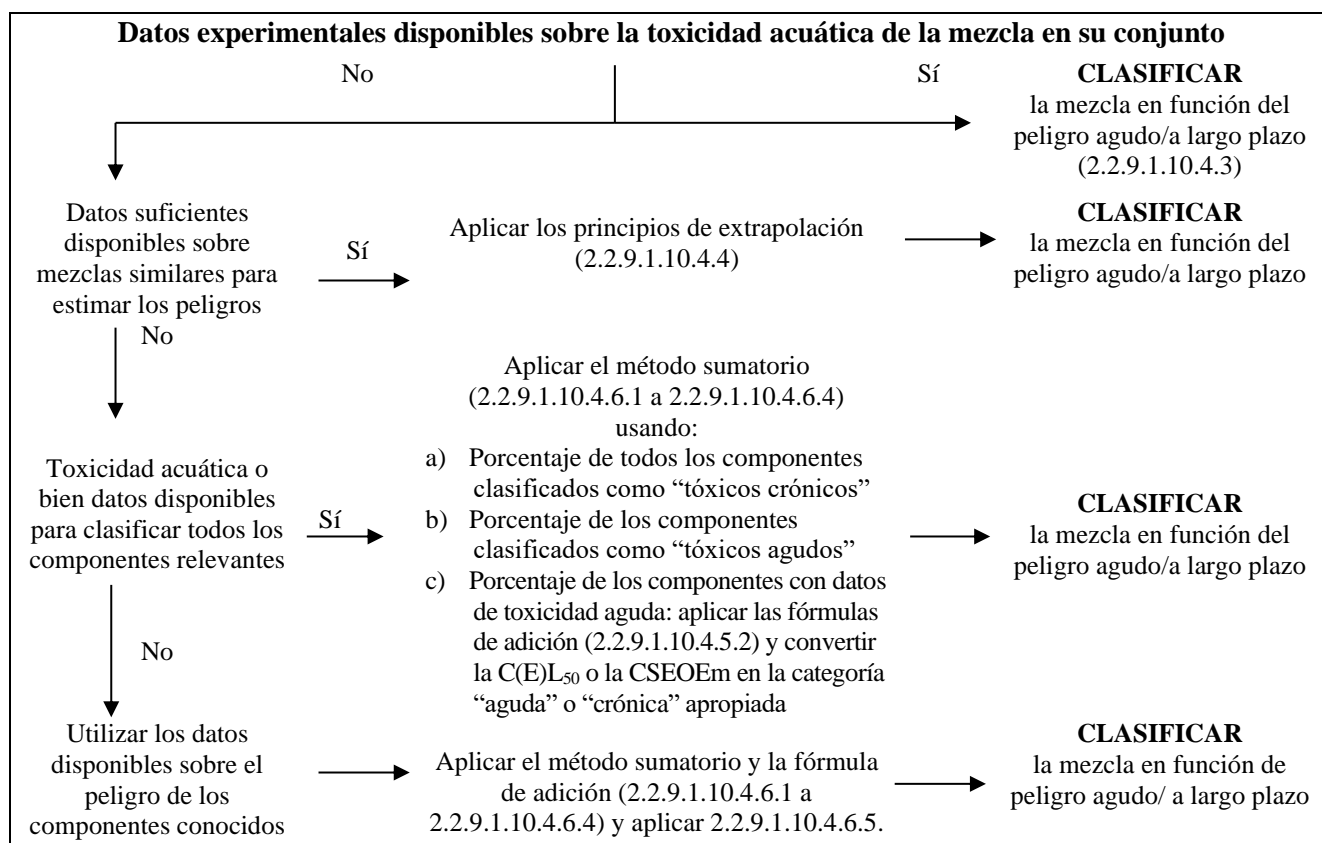 Datos experimentales disponibles sobre la toxicidad acuática de la mezcla en su conjunto
No
Sí
CLASIFICAR
la mezcla en función del
peligro agudo/a largo plazo
(2.2.9.1.10.4.3)
Datos suficientes
disponibles sobre
mezclas similares para
estimar los peligros
Sí
Aplicar los principios de extrapolación
(2.2.9.1.10.4.4)
CLASIFICAR
la mezcla en función del
peligro agudo/a largo plazo
No
Toxicidad acuática o
bien datos disponibles
para clasificar todos los
componentes relevantes
Sí
Aplicar el método sumatorio
(2.2.9.1.10.4.6.1 a 2.2.9.1.10.4.6.4)
usando:
a) Porcentaje de todos los componentes
clasificados como “tóxicos crónicos”
b) Porcentaje de los componentes
clasificados como “tóxicos agudos”
c) Porcentaje de los componentes con datos
de toxicidad aguda: aplicar las fórmulas
de adición (2.2.9.1.10.4.5.2) y convertir
la C(E)L50 o la CSEOEm en la categoría
“aguda” o “crónica” apropiada
CLASIFICAR
la mezcla en función del
peligro agudo/a largo plazo
No
Utilizar los datos
disponibles sobre el
peligro de los
componentes conocidos
Aplicar el método sumatorio y la fórmula
de adición (2.2.9.1.10.4.6.1 a
2.2.9.1.10.4.6.4) y aplicar 2.2.9.1.10.4.6.5.
CLASIFICAR
la mezcla en función de
peligro agudo/ a largo plazo